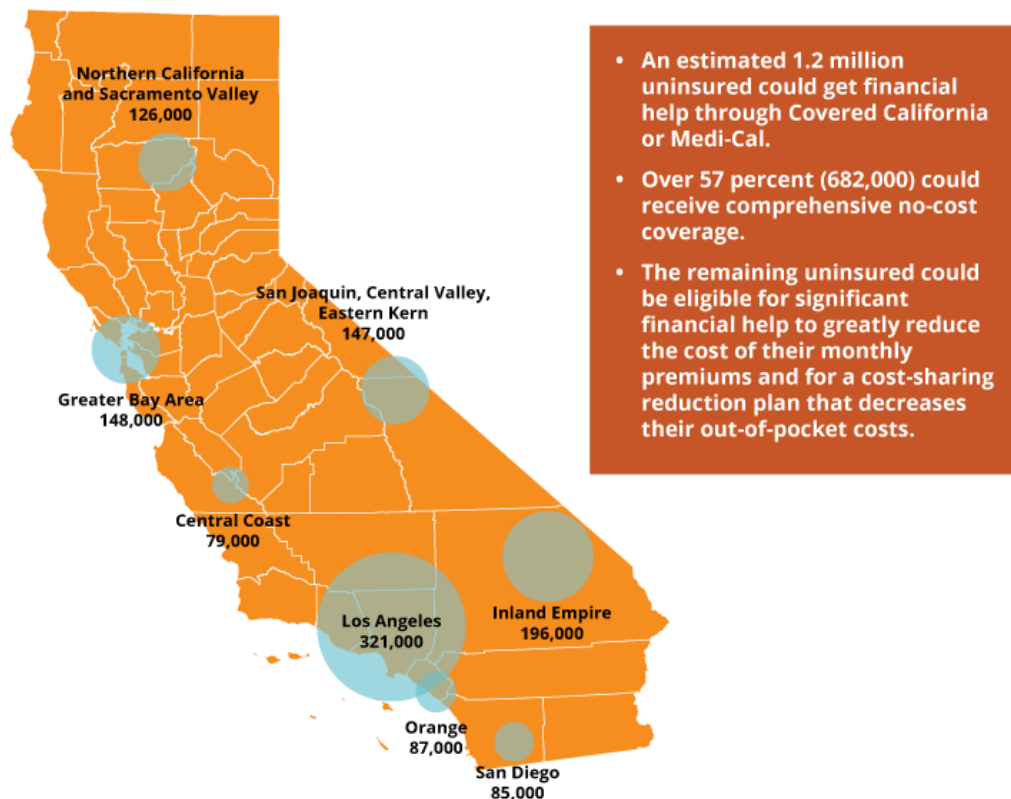 Northern California
and Sacramento Valley
126,000
San Joaquin, Central Valley,
Eastern Kern
147,000
Greater Bay Area
148,000
Central Coast
79,000
Los Angeles
321,000
Inland Empire
196,000
Orange
87,000
San Diego
85,000
• An estimated 1.2 million
uninsured could get financial
help through Covered California
or Medi-Cal.
• Over 57 percent (682,000) could
receive comprehensive no-cost
coverage.
• The remaining uninsured could
be eligible for significant
financial help to greatly reduce
the cost of their monthly
premiums and for a cost-sharing
reduction plan that decreases
their out-of-pocket costs.